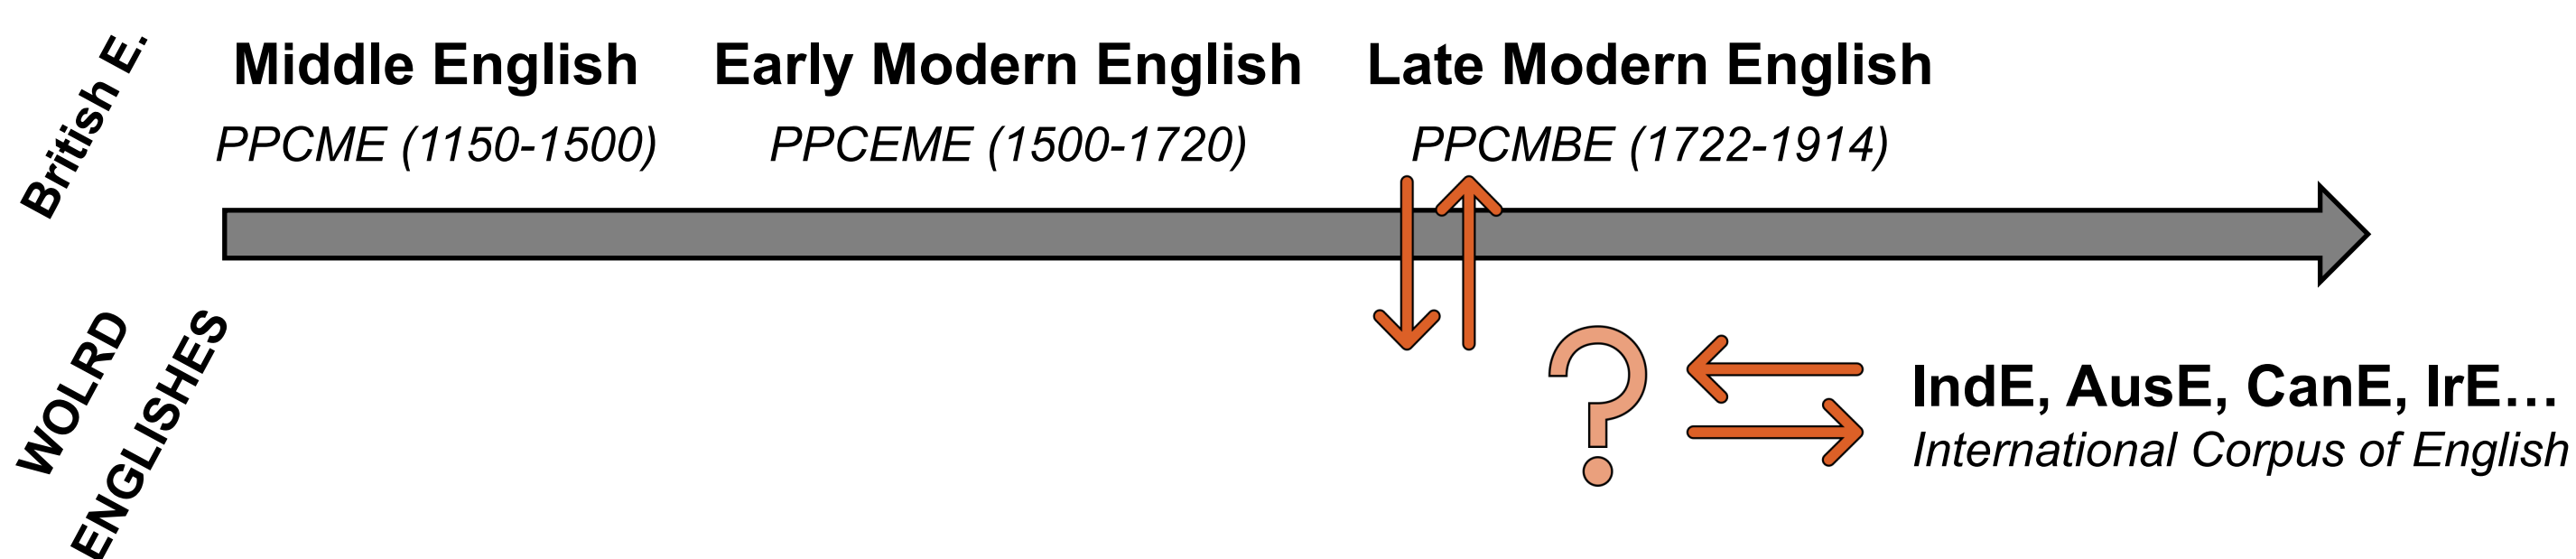 British E.
Middle English
Early Modern English
Late Modern English
PPCME (1150-1500)
PPCEME (1500-1720)
PPCMBE (1722-1914)
WOLRD
ENGLISHES
?
IndE, AusE, CanE, IrE…
International Corpus of English